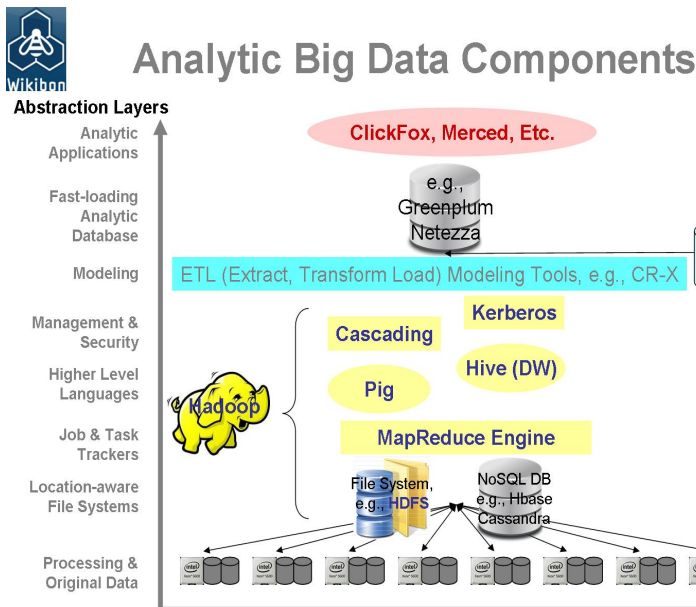 Wikibon
Analytic Big Data Components
Abstraction Layers
Analytic
Applications
ClickFox, Merced, Etc.
Fast-loading
Analytic
Database
e.g.,
Greenplum
Netezza
Modeling
ETL (Extract, Transform Load) Modeling Tools, e.g., CR-X
Management &
Security
Kerberos
Cascading
Higher Level
Languages
Hive (DW)
Pig
Hadoop
Job & Task
Trackers
MapReduce Engine
Location-aware
File Systems
File System,
e.g., HDFS
NoSQL DB
e.g., Hbase
Cassandra
Processing &
Original Data